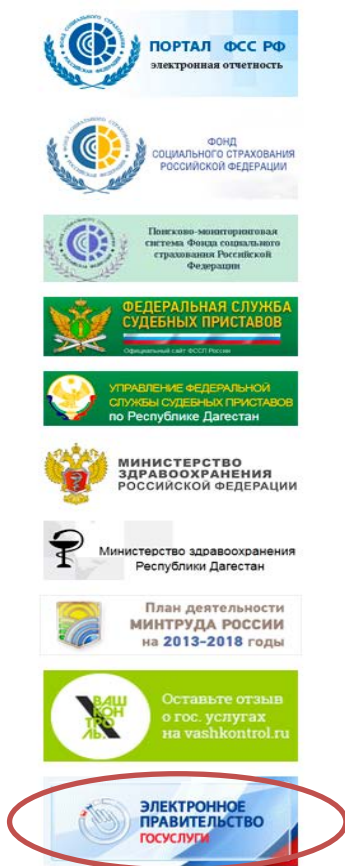 ПОРТАЛ ФСС РФ
электронная отчетность
ФОНД
СОЦИАЛЬНОГО СТРАХОВАНИЯ
РОССИЙСКОЙ ФЕДЕРАЦИИ
Поисково-мониторинговая
система Фонда социального
страхования Российской
Федерации
ФЕДЕРАЛЬНАЯ СЛУЖБА
СУДЕБНЫХ ПРИСТАВОВ
Официальный сайт ФССП России
УПРАВЛЕНИЕ ФЕДЕРАЛЬНОЙ
СЛУЖБЫ СУДЕБНЫХ ПРИСТАВОВ
по Республике Дагестан
МИНИСТЕРСТВО
ЗДРАВООХРАНЕНИЯ
РОССИЙСКОЙ ФЕДЕРАЦИИ
Министерство здравоохранения
Республики Дагестан
План деятельности
МИНТРУДА РОССИИ
на 2013-2018 годы
ВАШ
КОНТ
РО
ЛЬ.
Оставьте отзыв
о гос. услугах
на vashkontrol.ru
ЭЛЕКТРОННОЕ
ПРАВИТЕЛЬСТВО
ГОСУСЛУГИ